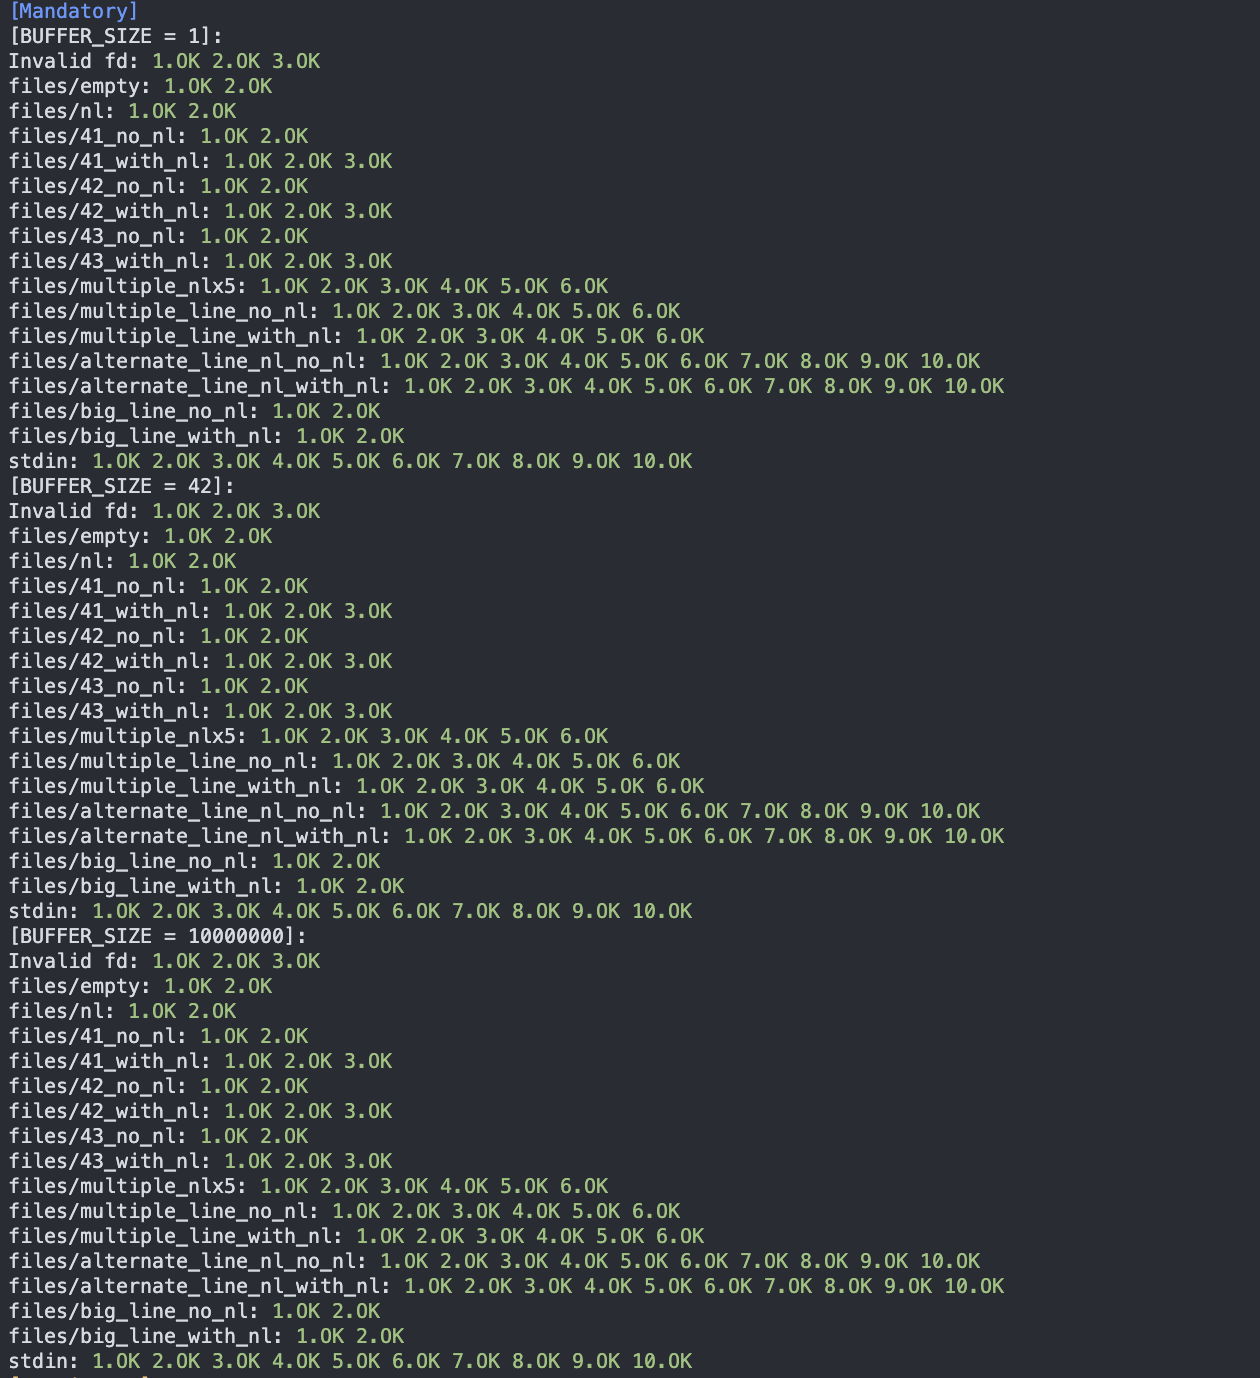 [Mandatory]
[BUFFER_SIZE = 1]:
Invalid fd: 1.OK 2.OK 3.OK
files/empty: 1.OK 2.OK
files/nl: 1.OK 2.OK
files/41_no_nl: 1.OK 2.OK
files/41_with_nl: 1.OK 2.OK 3.OK
files/42_no_nl: 1.OK 2.OK
files/42_with_nl: 1.OK 2.OK 3.OK
files/43_no_nl: 1.OK 2.OK
files/43_with_nl: 1.OK 2.OK 3.OK
files/multiple_nlx5: 1.OK 2.OK 3.OK 4.OK 5.OK 6.OK
files/multiple_line_no_nl: 1.OK 2.OK 3.OK 4.OK 5.OK 6.OK
files/multiple_line_with_nl: 1.OK 2.OK 3.OK 4.OK 5.OK 6.OK
files/alternate_line_nl_no_nl: 1.OK 2.OK 3.OK 4.OK 5.OK 6.OK 7.OK 8.OK 9.OK 10.OK
files/alternate_line_nl_with_nl: 1.OK 2.OK 3.OK 4.OK 5.OK 6.OK 7.OK 8.OK 9.OK 10.OK
files/big_line_no_nl: 1.OK 2.OK
files/big_line_with_nl: 1.OK 2.OK
stdin: 1.OK 2.OK 3.OK 4.OK 5.OK 6.OK 7.OK 8.OK 9.OK 10.OK
[BUFFER_SIZE = 42]:
Invalid fd: 1.OK 2.OK 3.OK
files/empty: 1.OK 2.OK
files/nl: 1.OK 2.OK
files/41_no_nl: 1.OK 2.OK
files/41_with_nl: 1.OK 2.OK 3.OK
files/42_no_nl: 1.OK 2.OK
files/42_with_nl: 1.OK 2.OK 3.OK
files/43_no_nl: 1.OK 2.OK
files/43_with_nl: 1.OK 2.OK 3.OK
files/multiple_nlx5: 1.OK 2.OK 3.OK 4.OK 5.OK 6.OK
files/multiple_line_no_nl: 1.OK 2.OK 3.OK 4.OK 5.OK 6.OK
files/multiple_line_with_nl: 1.OK 2.OK 3.OK 4.OK 5.OK 6.OK
files/alternate_line_nl_no_nl: 1.OK 2.OK 3.OK 4.OK 5.OK 6.OK 7.OK 8.OK 9.OK 10.OK
files/alternate_line_nl_with_nl: 1.OK 2.OK 3.OK 4.OK 5.OK 6.OK 7.OK 8.OK 9.OK 10.OK
files/big_line_no_nl: 1.OK 2.OK
files/big_line_with_nl: 1.OK 2.OK
stdin: 1.OK 2.OK 3.OK 4.OK 5.OK 6.OK 7.OK 8.OK 9.OK 10.OK
[BUFFER_SIZE = 10000000]:
Invalid fd: 1.OK 2.OK 3.OK
files/empty: 1.OK 2.OK
files/nl: 1.OK 2.OK
files/41_no_nl: 1.OK 2.OK
files/41_with_nl: 1.OK 2.OK 3.OK
files/42_no_nl: 1.OK 2.OK
files/42_with_nl: 1.OK 2.OK 3.OK
files/43_no_nl: 1.OK 2.OK
files/43_with_nl: 1.OK 2.OK 3.OK
files/multiple_nlx5: 1.OK 2.OK 3.OK 4.OK 5.OK 6.OK
files/multiple_line_no_nl: 1.OK 2.OK 3.OK 4.OK 5.OK 6.OK
files/multiple_line_with_nl: 1.OK 2.OK 3.OK 4.OK 5.OK 6.OK
files/alternate_line_nl_no_nl: 1.OK 2.OK 3.OK 4.OK 5.OK 6.OK 7.OK 8.OK 9.OK 10.OK
files/alternate_line_nl_with_nl: 1.OK 2.OK 3.OK 4.OK 5.OK 6.OK 7.OK 8.OK 9.OK 10.OK
files/big_line_no_nl: 1.OK 2.OK
files/big_line_with_nl: 1.OK 2.OK
stdin: 1.OK 2.OK 3.OK 4.OK 5.OK 6.OK 7.OK 8.OK 9.OK 10.OK